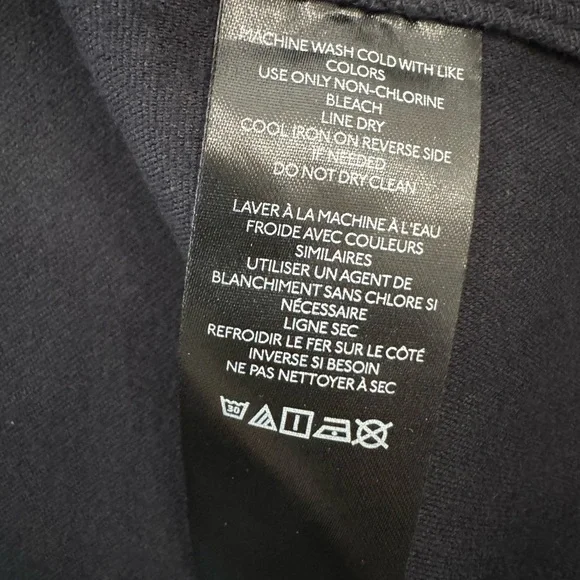 MACHINE WASH COLD WITH LIKE
COLORS
USE ONLY NON-CHLORINE
BLEACH
LINE DRY
COOL IRON ON REVERSE SIDE
IF NEEDED
DO NOT DRY CLEAN
LAVER À LA MACHINE À L'EAU
FROIDE AVEC COULEURS
SIMILAIRES
UTILISER UN AGENT DE
BLANCHIMENT SANS CHLORE SI
NÉCESSAIRE
LIGNE SEC
REFROIDIR LE FER SUR LE CÔTÉ
INVERSE SI BESOIN
NE PAS NETTOYER À SEC
30